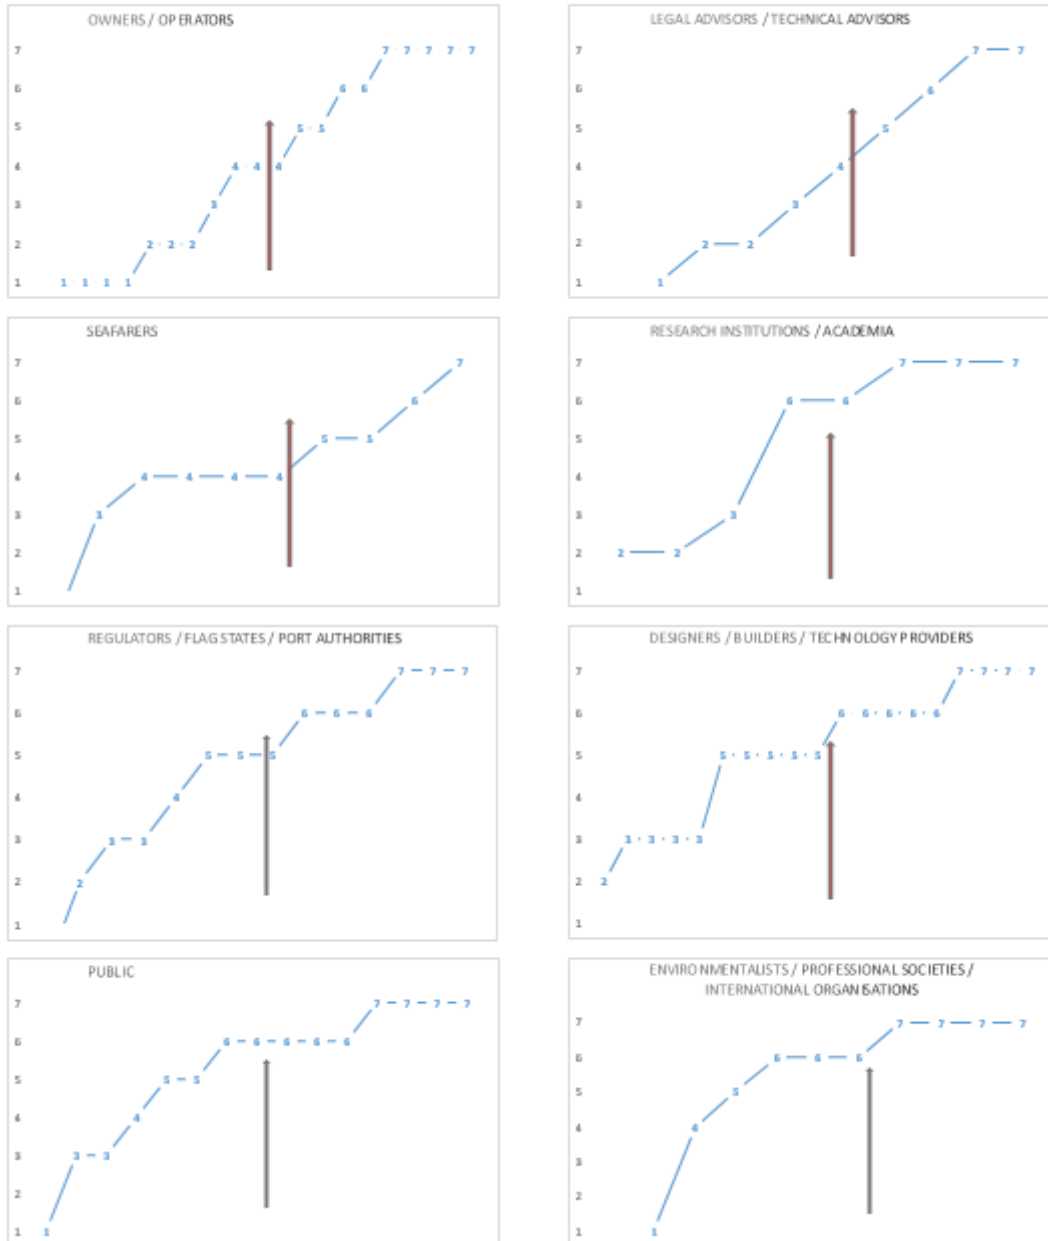 OWNERS / OPERATORS
7 7 7 7 7 7
6 6 6
5 5 5
4 4 4 4
3 3
2 2 2 2
1 1 1 1 1
LEGAL ADVISORS / TECHNICAL ADVISORS
7 7 7
6 6
5 5
4 4
3 3
2 2 2
1 1
SEAFARERS
7 7
6 6
5 5 5
4 4 4 4 4
3 3
2
1
RESEARCH INSTITUTIONS / ACADEMIA
7 7 7 7
6 6 6
5
4
3 3
2 2 2
1
REGULATORS / FLAG STATES / PORT AUTHORITIES
7 7 7 7
6 6 6 6
5 5 5 5
4 4
3 3 3
2 2
1
DESIGNERS / BUILDERS / TECHNOLOGY PROVIDERS
7 7 7 7 7
6 6 6 6 6 6
5 5 5 5 5 5
4
3 3 3 3 3
2 2
1
PUBLIC
7 7 7 7 7
6 6 6 6 6 6
5 5 5
4 4
3 3 3
2
1 1
ENVIRONMENTALISTS / PROFESSIONAL SOCIETIES /
INTERNATIONAL ORGANISATIONS
7 7 7 7 7
6 6 6 6
5 5
4 4
3
2
1 1